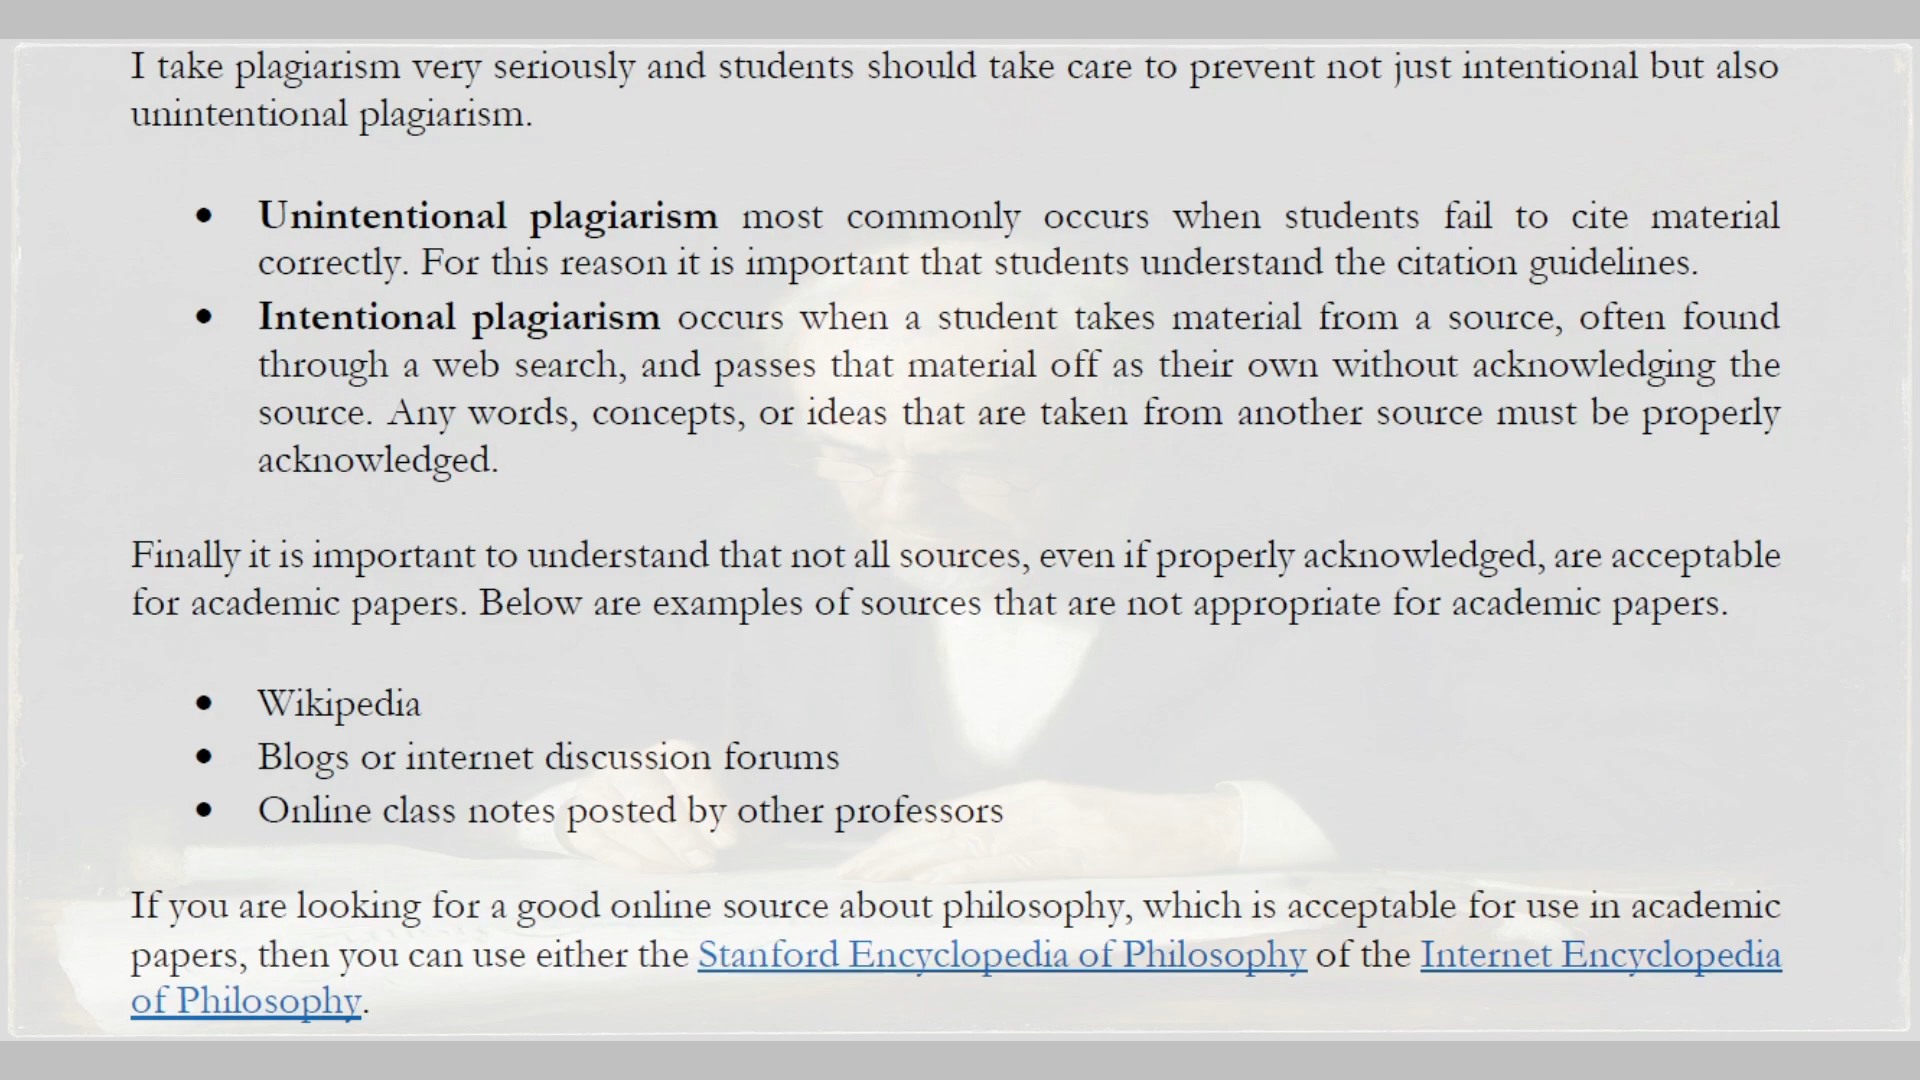 I take plagiarism very seriously and students should take care to prevent not just intentional but also
unintentional plagiarism.
• Unintentional plagiarism most commonly occurs when students fail to cite material
correctly. For this reason it is important that students understand the citation guidelines.
• Intentional plagiarism occurs when a student takes material from a source, often found
through a web search, and passes that material off as their own without acknowledging the
source. Any words, concepts, or ideas that are taken from another source must be properly
acknowledged.
Finally it is important to understand that not all sources, even if properly acknowledged, are acceptable
for academic papers. Below are examples of sources that are not appropriate for academic papers.
• Wikipedia
• Blogs or internet discussion forums
• Online class notes posted by other professors
If you are looking for a good online source about philosophy, which is acceptable for use in academic
papers, then you can use either the Stanford Encyclopedia of Philosophy of the Internet Encyclopedia
of Philosophy.